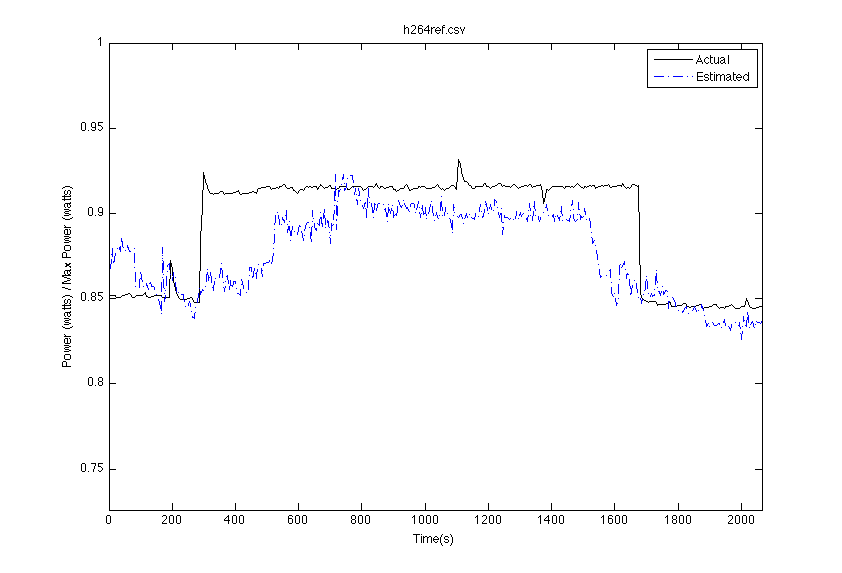 h264ref.csv
Actual
Estimated
Power (watts) / Max Power (watts)
1
0.95
0.9
0.85
0.8
0.75
0 200 400 600 800 1000 1200 1400 1600 1800 2000
Time(s)